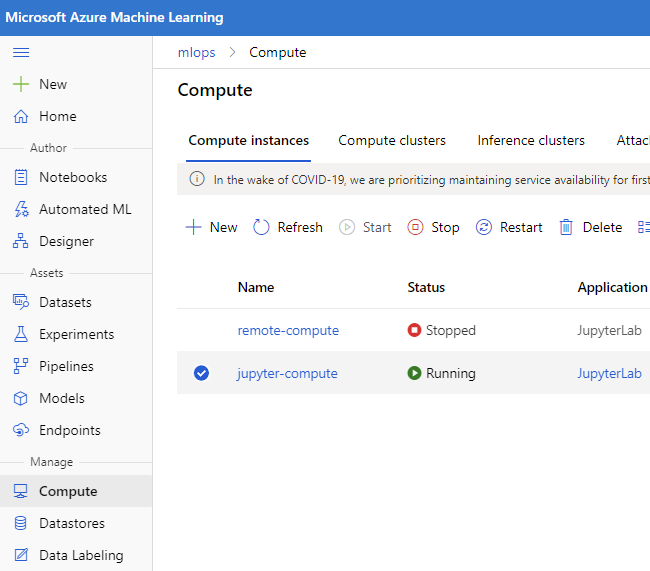 Microsoft Azure Machine Learning
mlops > Compute
New
Home
Author
Notebooks
Automated ML
Designer
Assets
Datasets
Experiments
Pipelines
Models
Endpoints
Manage
Compute
Datastores
Data Labeling
Compute
Compute instances Compute clusters Inference clusters Attac
In the wake of COVID-19, we are prioritizing maintaining service availability for first
New Refresh Start Stop Restart Delete
Name Status Application
remote-compute Stopped JupyterLab
jupyter-compute Running JupyterLab